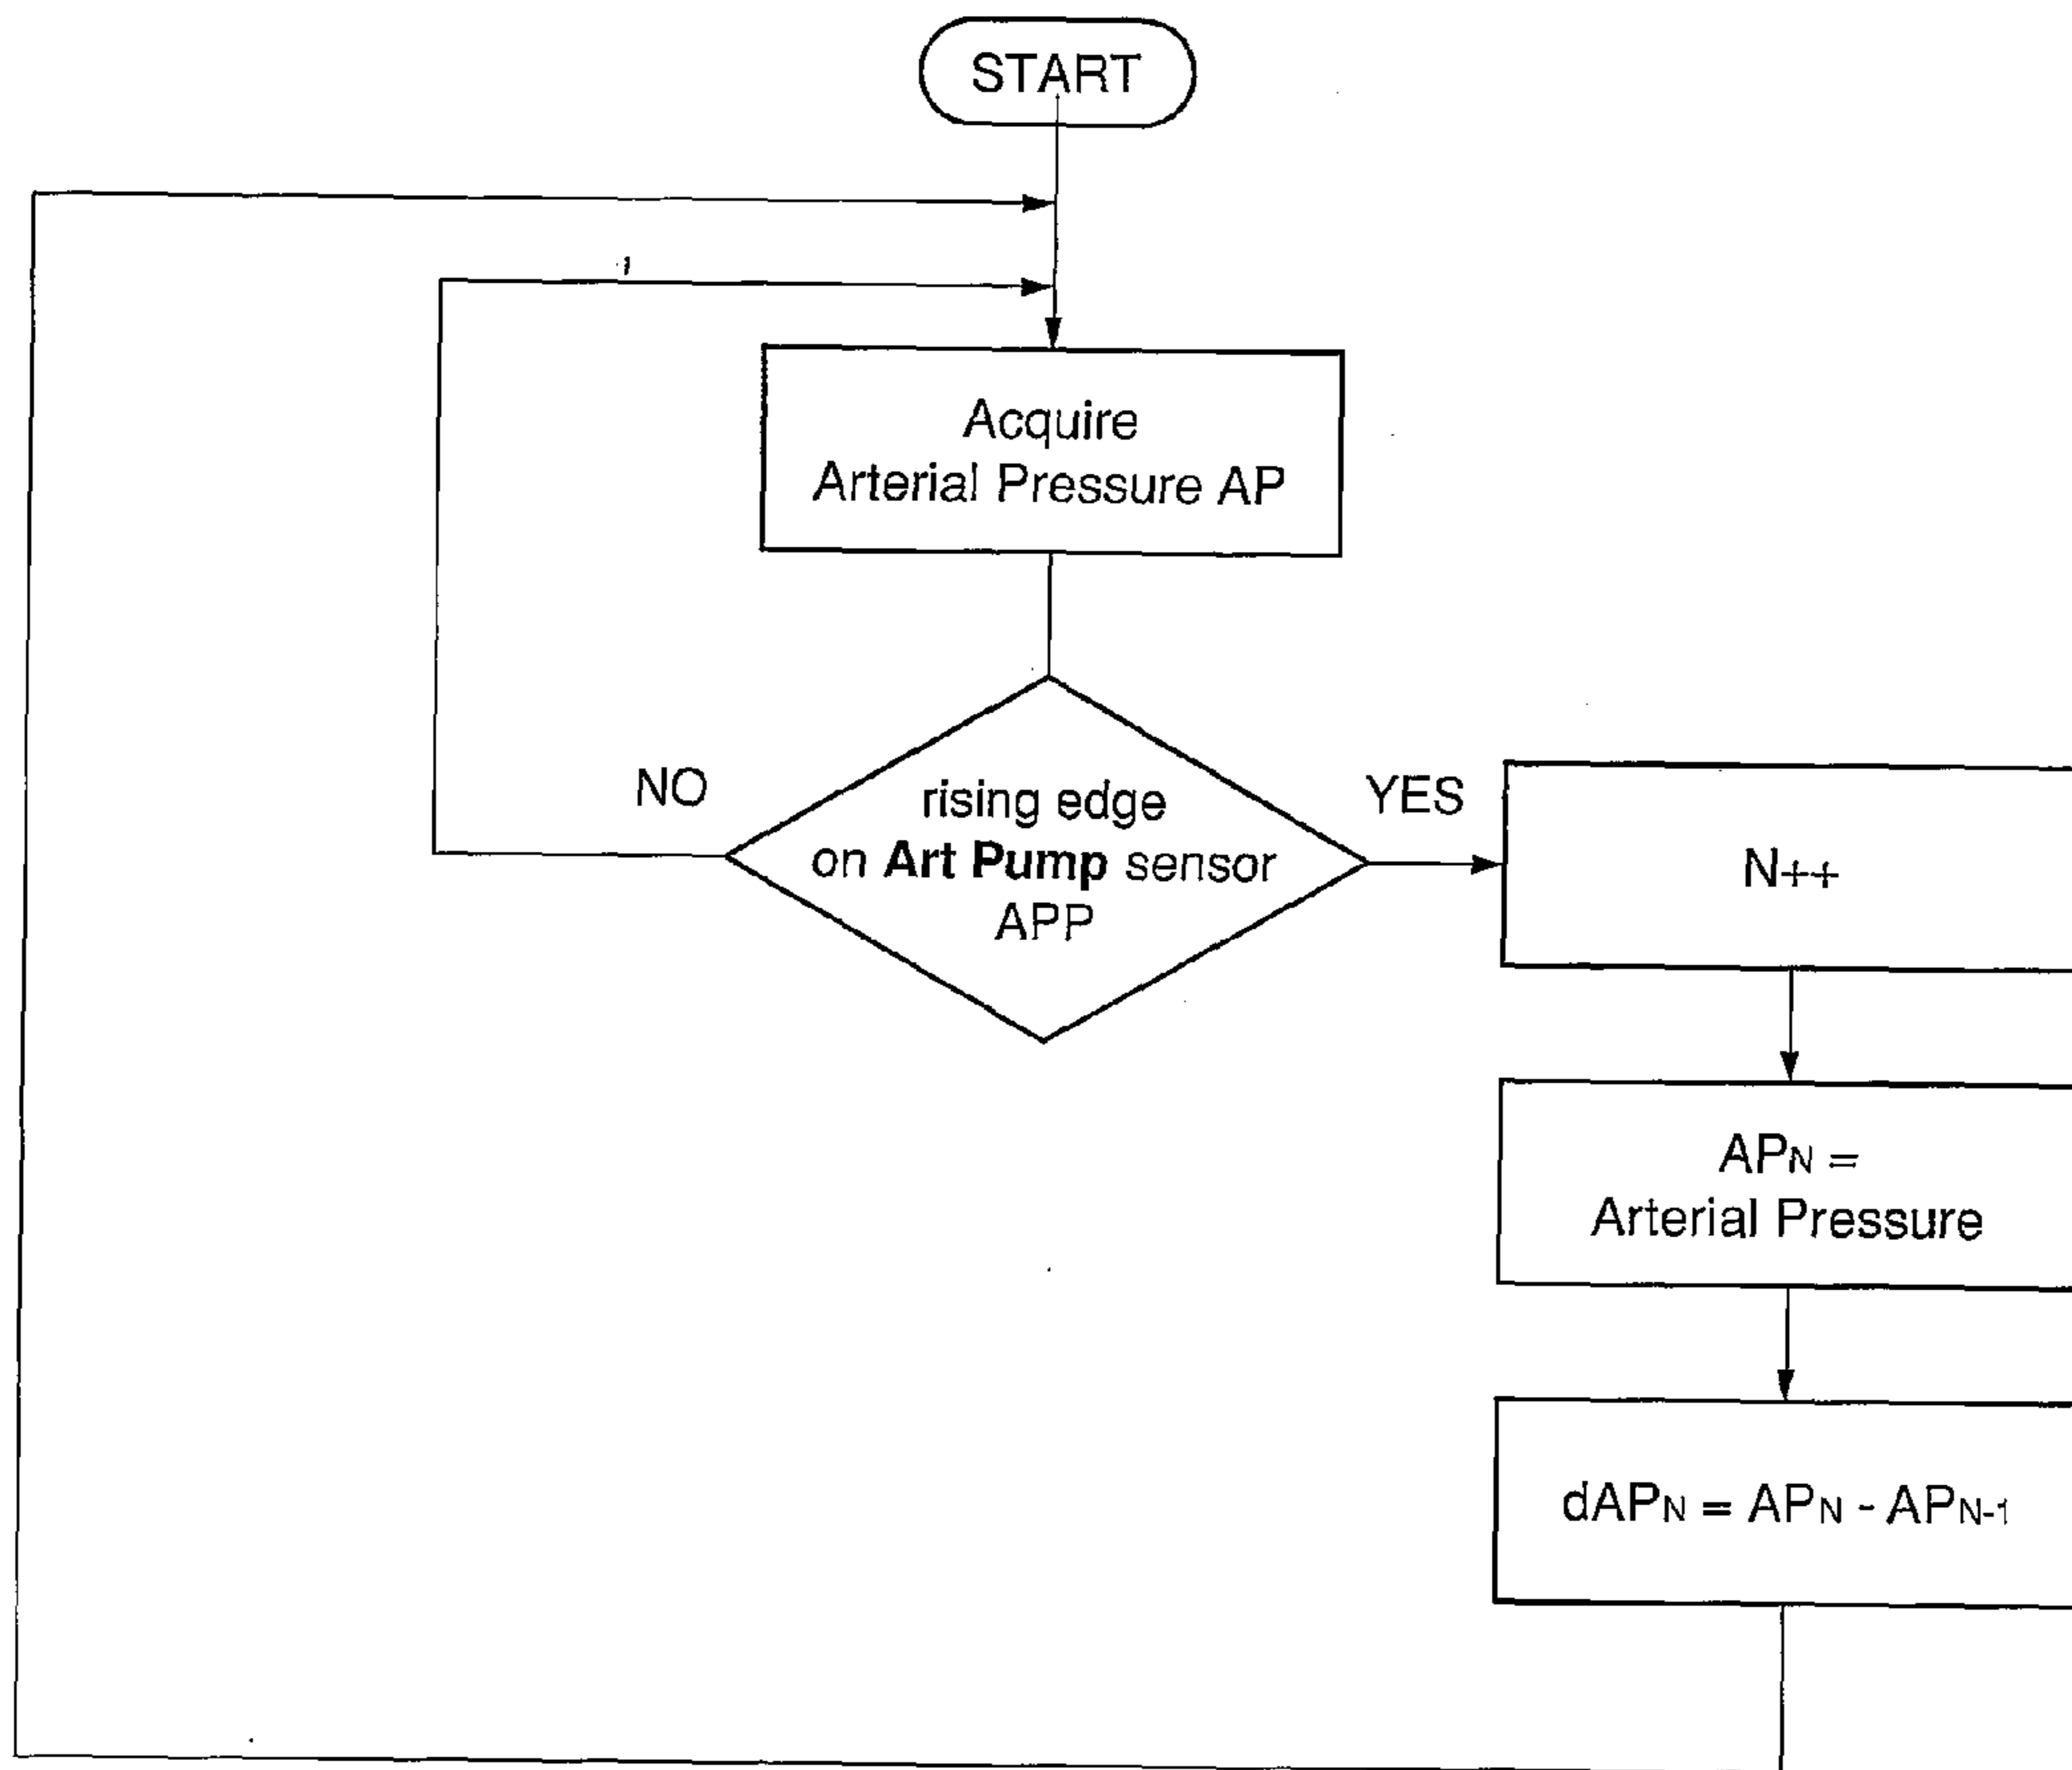 START
Acquire
Arterial Pressure AP
NO
rising edge
on Art Pump sensor
APP
YES
N++
APN =
Arterial Pressure
dAPN = APN - APN-1